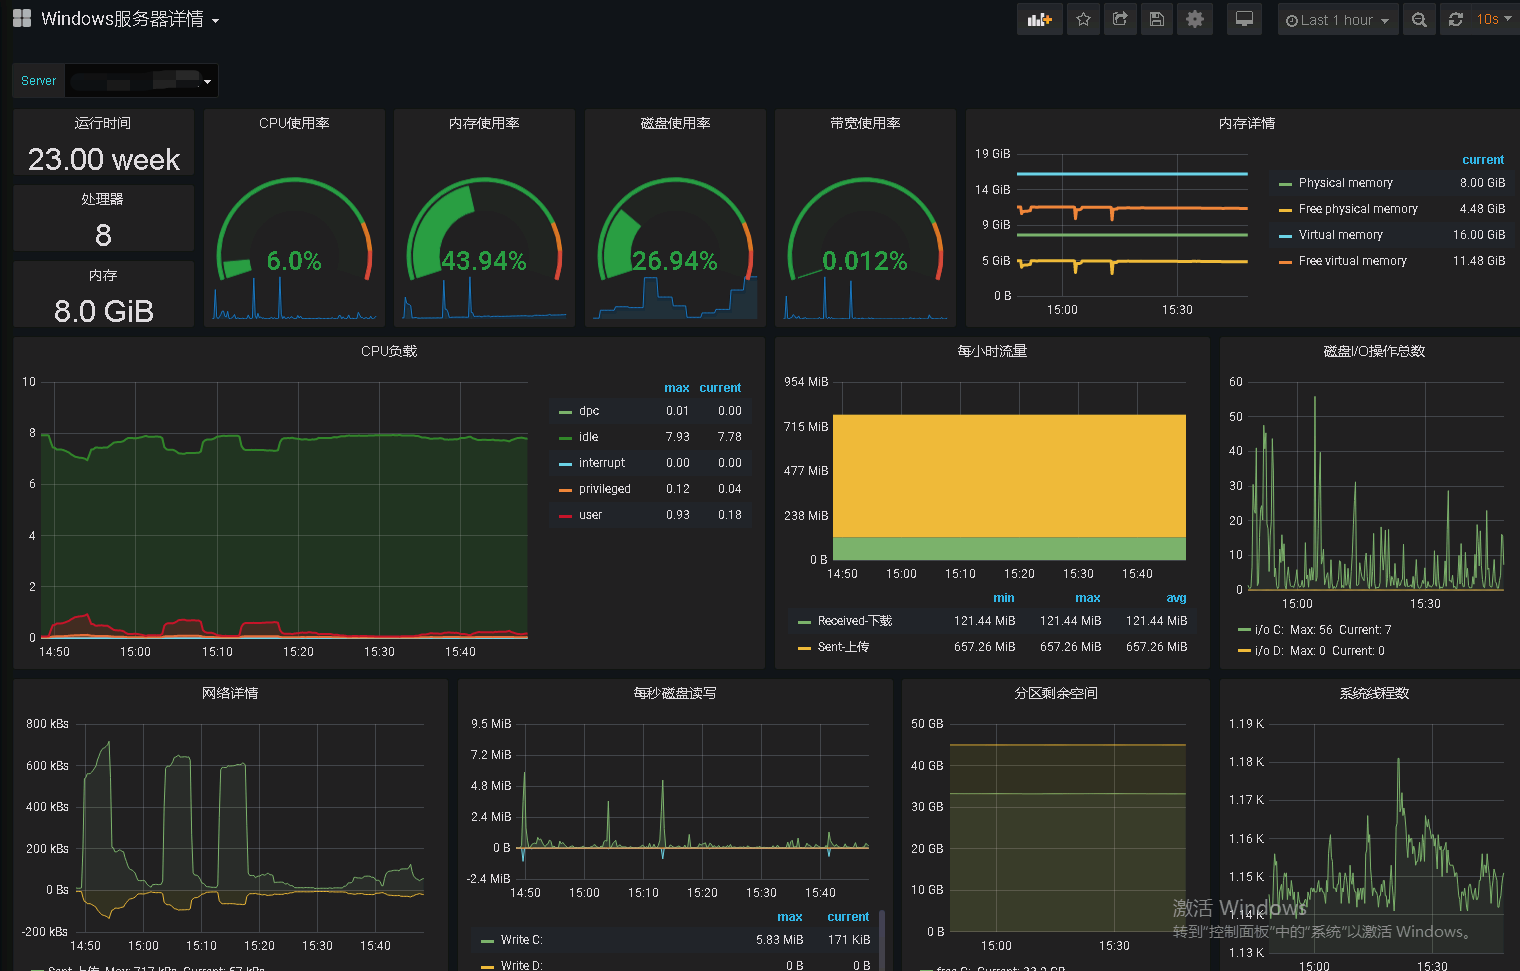 Windows服务器详情
Last 1 hour
10s
Server
运行时间
23.00 week
处理器
8
内存
8.0 GiB
CPU使用率
6.0%
内存使用率
43.94%
磁盘使用率
26.94%
带宽使用率
0.012%
内存详情
19 GiB
14 GiB
9 GiB
5 GiB
0 B
15:00 15:30
current
Physical memory 8.00 GiB
Free physical memory 4.48 GiB
Virtual memory 16.00 GiB
Free virtual memory 11.48 GiB
CPU负载
10
8
6
4
2
0
14:50 15:00 15:10 15:20 15:30 15:40
max current
dpc 0.01 0.00
idle 7.93 7.78
interrupt 0.00 0.00
privileged 0.12 0.04
user 0.93 0.18
每小时流量
954 MiB
715 MiB
477 MiB
238 MiB
0 B
14:50 15:00 15:10 15:20 15:30 15:40
min max avg
Received-下载 121.44 MiB 121.44 MiB 121.44 MiB
Sent-上传 657.26 MiB 657.26 MiB 657.26 MiB
磁盘I/O操作总数
60
50
40
30
20
10
0
15:00 15:30
i/o C: Max: 56 Current: 7
i/o D: Max: 0 Current: 0
网络详情
800 kBs
600 kBs
400 kBs
200 kBs
0 Bs
-200 kBs
14:50 15:00 15:10 15:20 15:30 15:40
Sent-上传 Max: 717 kBs Current: 57 kBs
每秒磁盘读写
9.5 MiB
7.2 MiB
4.8 MiB
2.4 MiB
0 B
-2.4 MiB
14:50 15:00 15:10 15:20 15:30 15:40
max current
Write C: 5.83 MiB 171 KiB
Write D: 0 B 0 B
分区剩余空间
50 GB
40 GB
30 GB
20 GB
10 GB
0 B
15:00 15:30
free C: Current: 33.2 GB
系统线程数
1.19 K
1.18 K
1.17 K
1.16 K
1.15 K
1.14 K
1.13 K
15:00 15:30
激活 Windows
转到"控制面板"中的"系统"以激活 Windows。